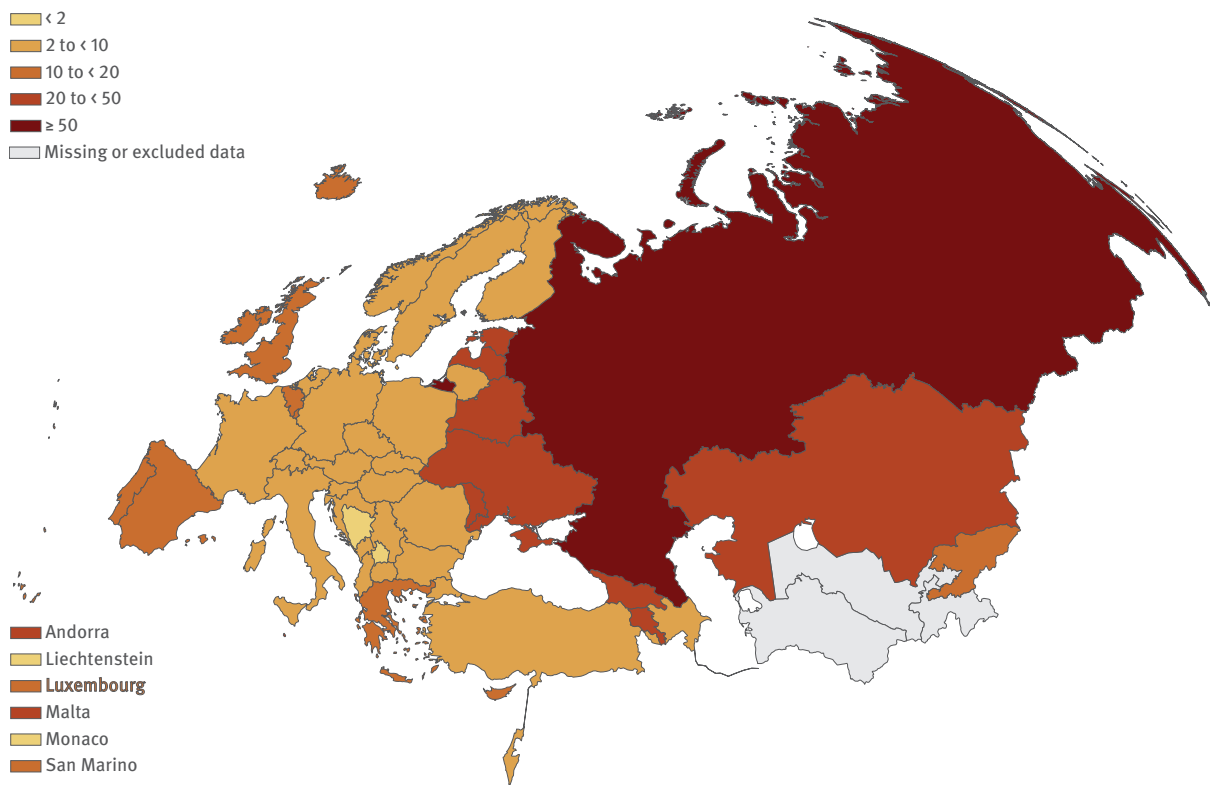 < 2
2 to < 10
10 to < 20
20 to < 50
≥ 50
Missing or excluded data
Andorra
Liechtenstein
Luxembourg
Malta
Monaco
San Marino